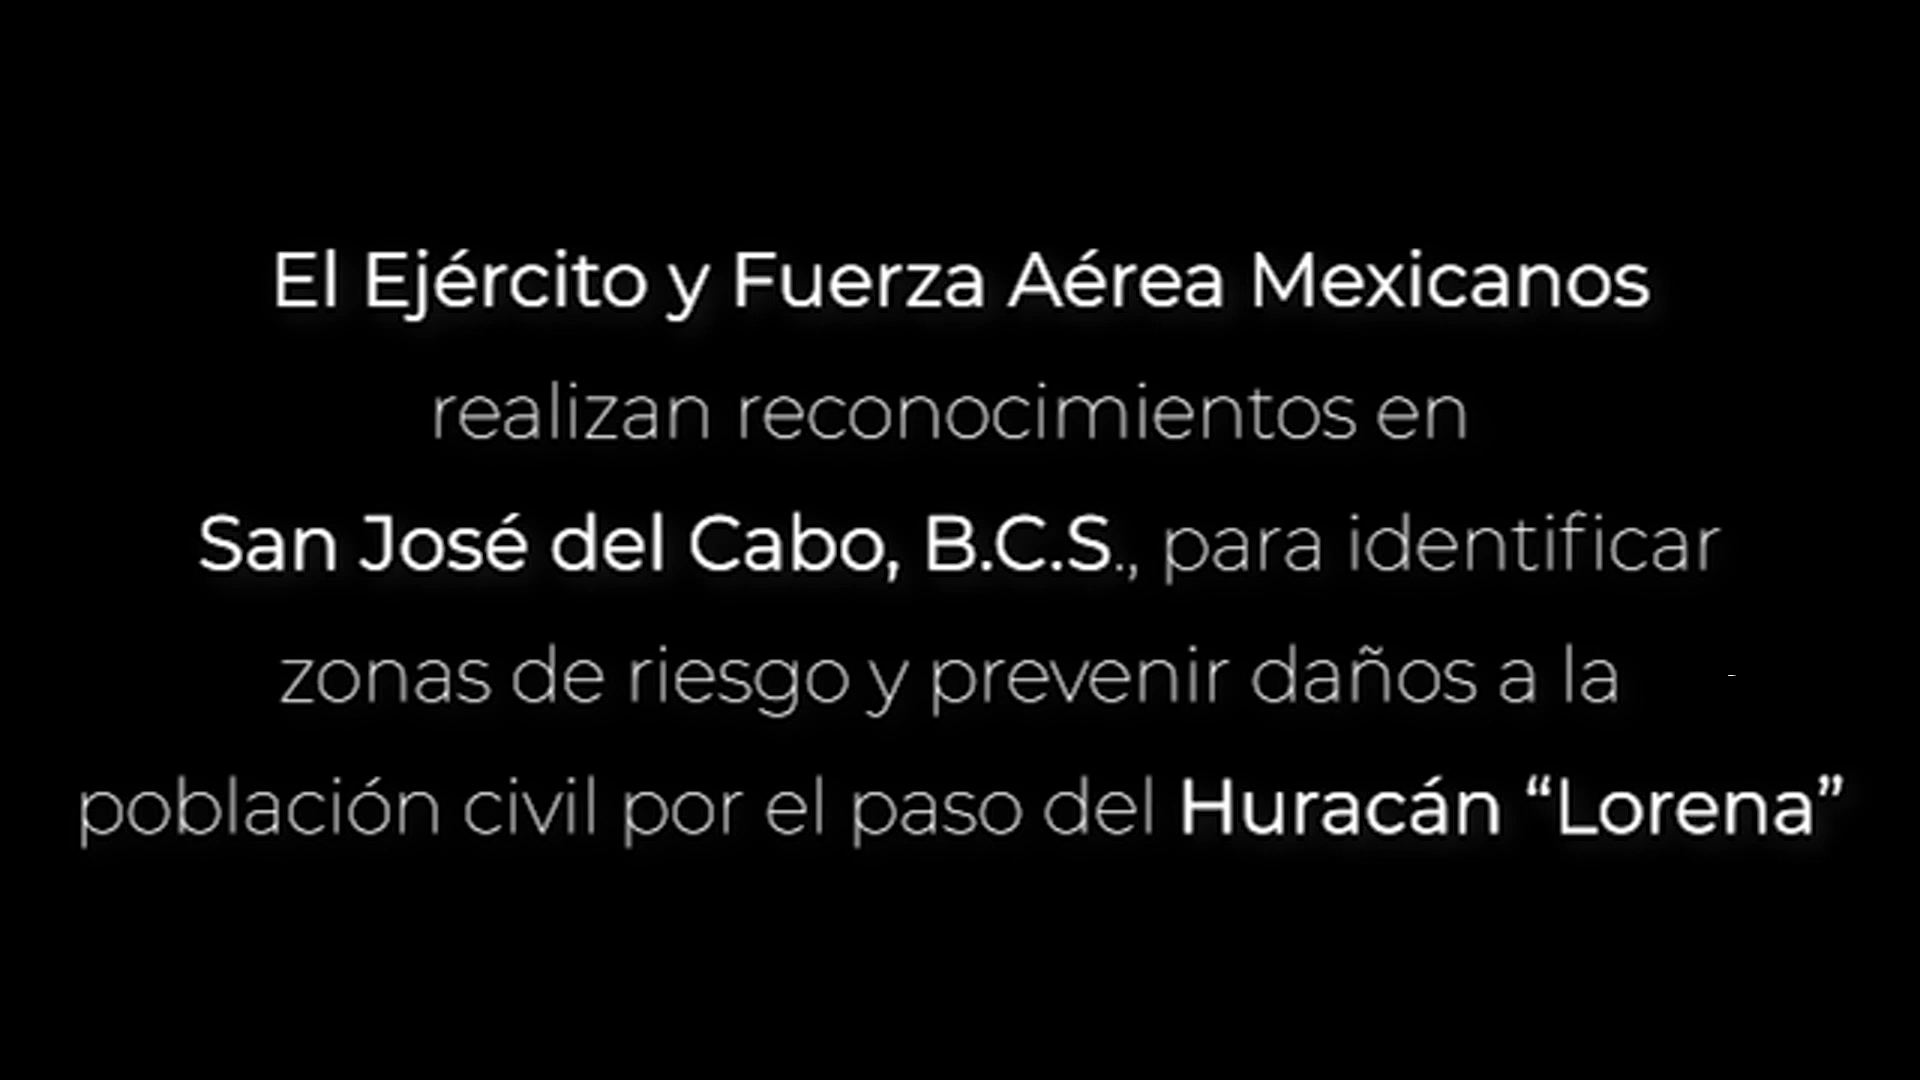 El Ejército y Fuerza Aérea Mexicanos
realizan reconocimientos en
San José del Cabo, B.C.S., para identificar
zonas de riesgo y prevenir daños a la
población civil por el paso del Huracán “Lorena”